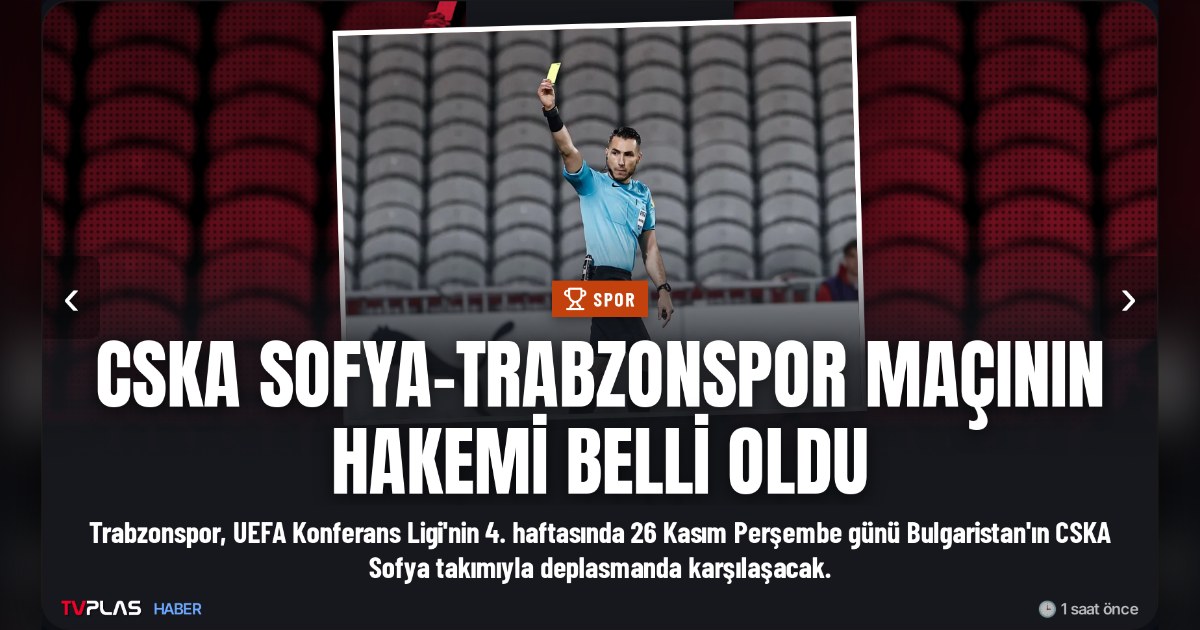 SPOR
CSKA SOFYA-TRABZONSPOR MAÇININ
HAKEMİ BELLİ OLDU
Trabzonspor, UEFA Konferans Ligi'nin 4. haftasında 26 Kasım Perşembe günü Bulgaristan'ın CSKA
Sofya takımıyla deplasmanda karşılaşacak.
TVPLAS HABER
1 saat önce